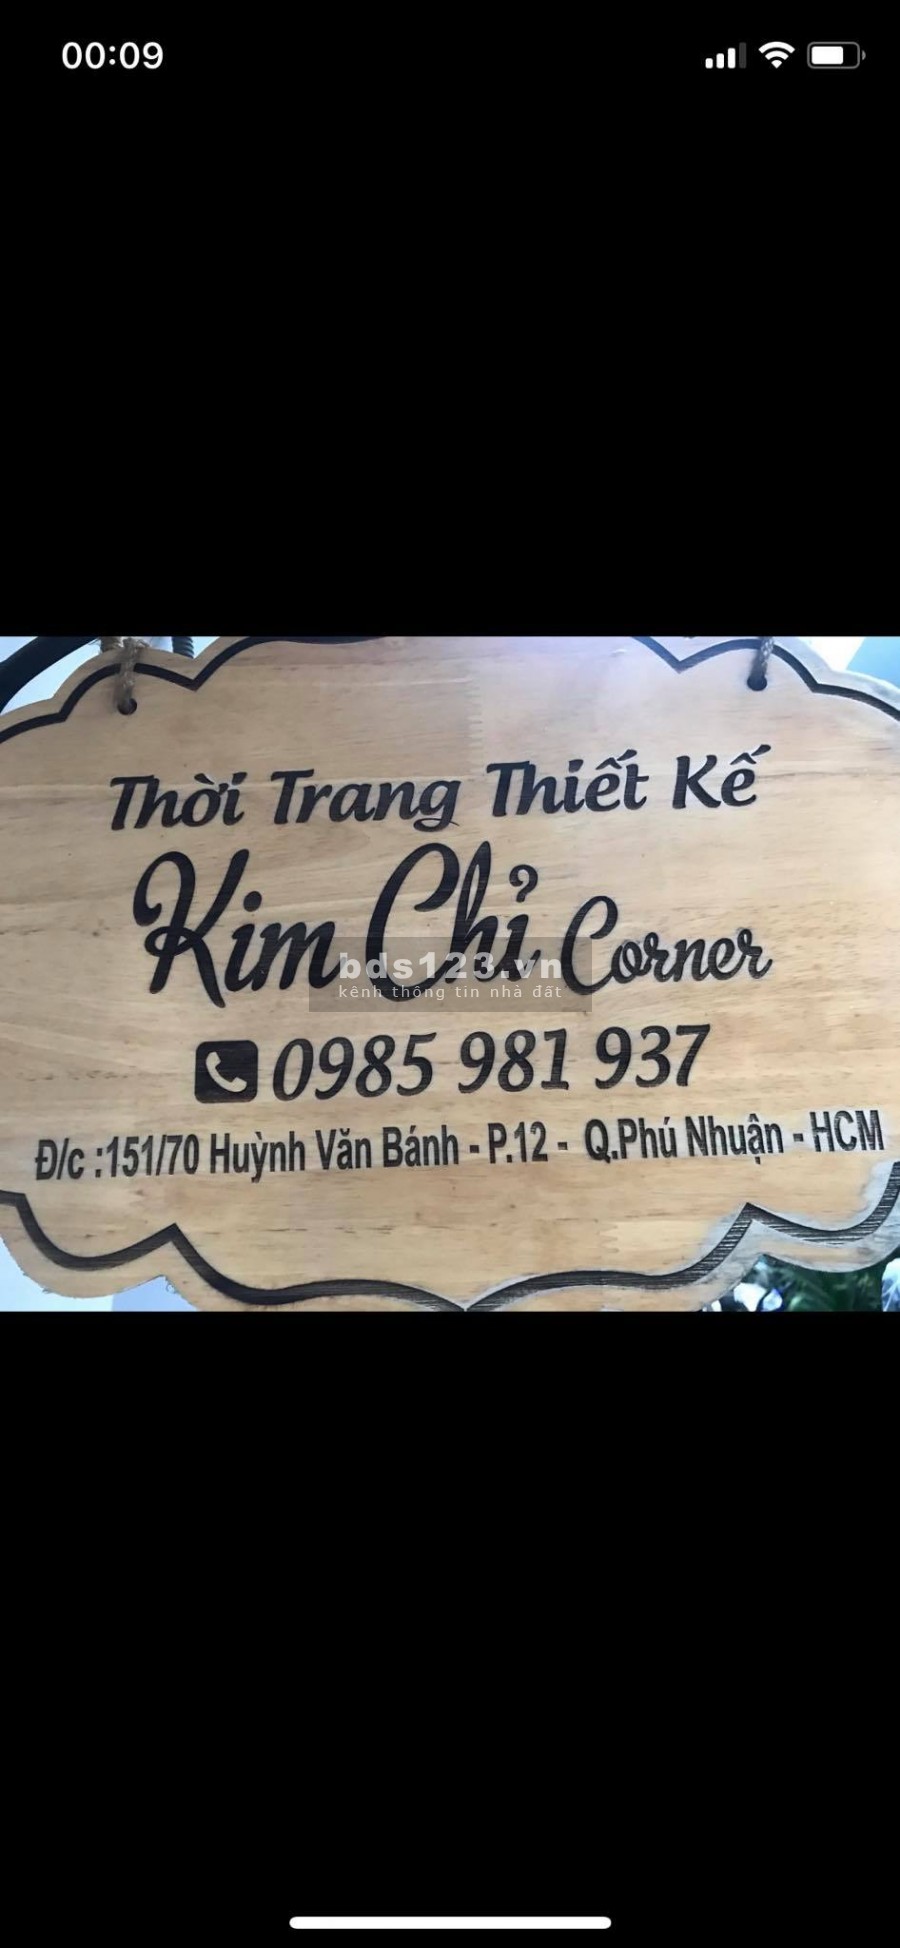 00:09
Thời Trang Thiết Kế
Kim Chỉ Corner
bds123.vn
kênh thông tin nhà đất
0985 981 937
Đ/c :151/70 Huỳnh Văn Bánh - P.12 - Q.Phú Nhuận - HCM